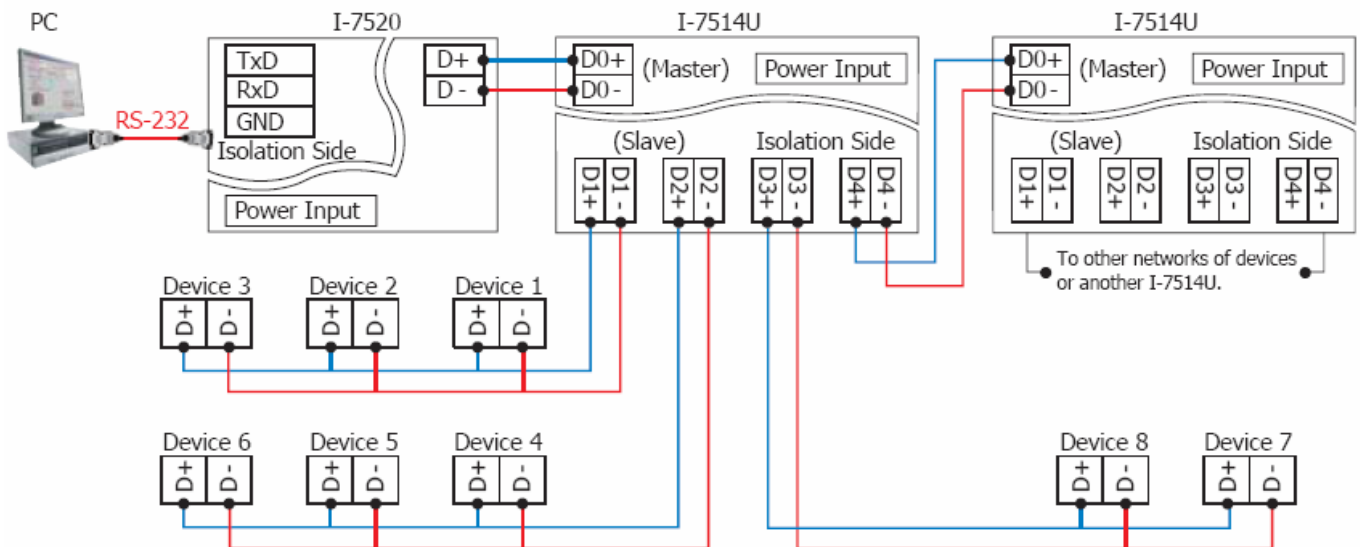 PC
I-7520
I-7514U
I-7514U
RS-232
TxD
RxD
GND
Isolation Side
Power Input
D+
D -
D0+
D0 -
(Master)
Power Input
(Slave)
Isolation Side
D1+
D1 -
D2+
D2 -
D3+
D3 -
D4+
D4 -
D0+
D0 -
(Master)
Power Input
(Slave)
Isolation Side
D1+
D1 -
D2+
D2 -
D3+
D3 -
D4+
D4 -
To other networks of devices
or another I-7514U.
Device 3
D+
D -
Device 2
D+
D -
Device 1
D+
D -
Device 6
D+
D -
Device 5
D+
D -
Device 4
D+
D -
Device 8
D+
D -
Device 7
D+
D -